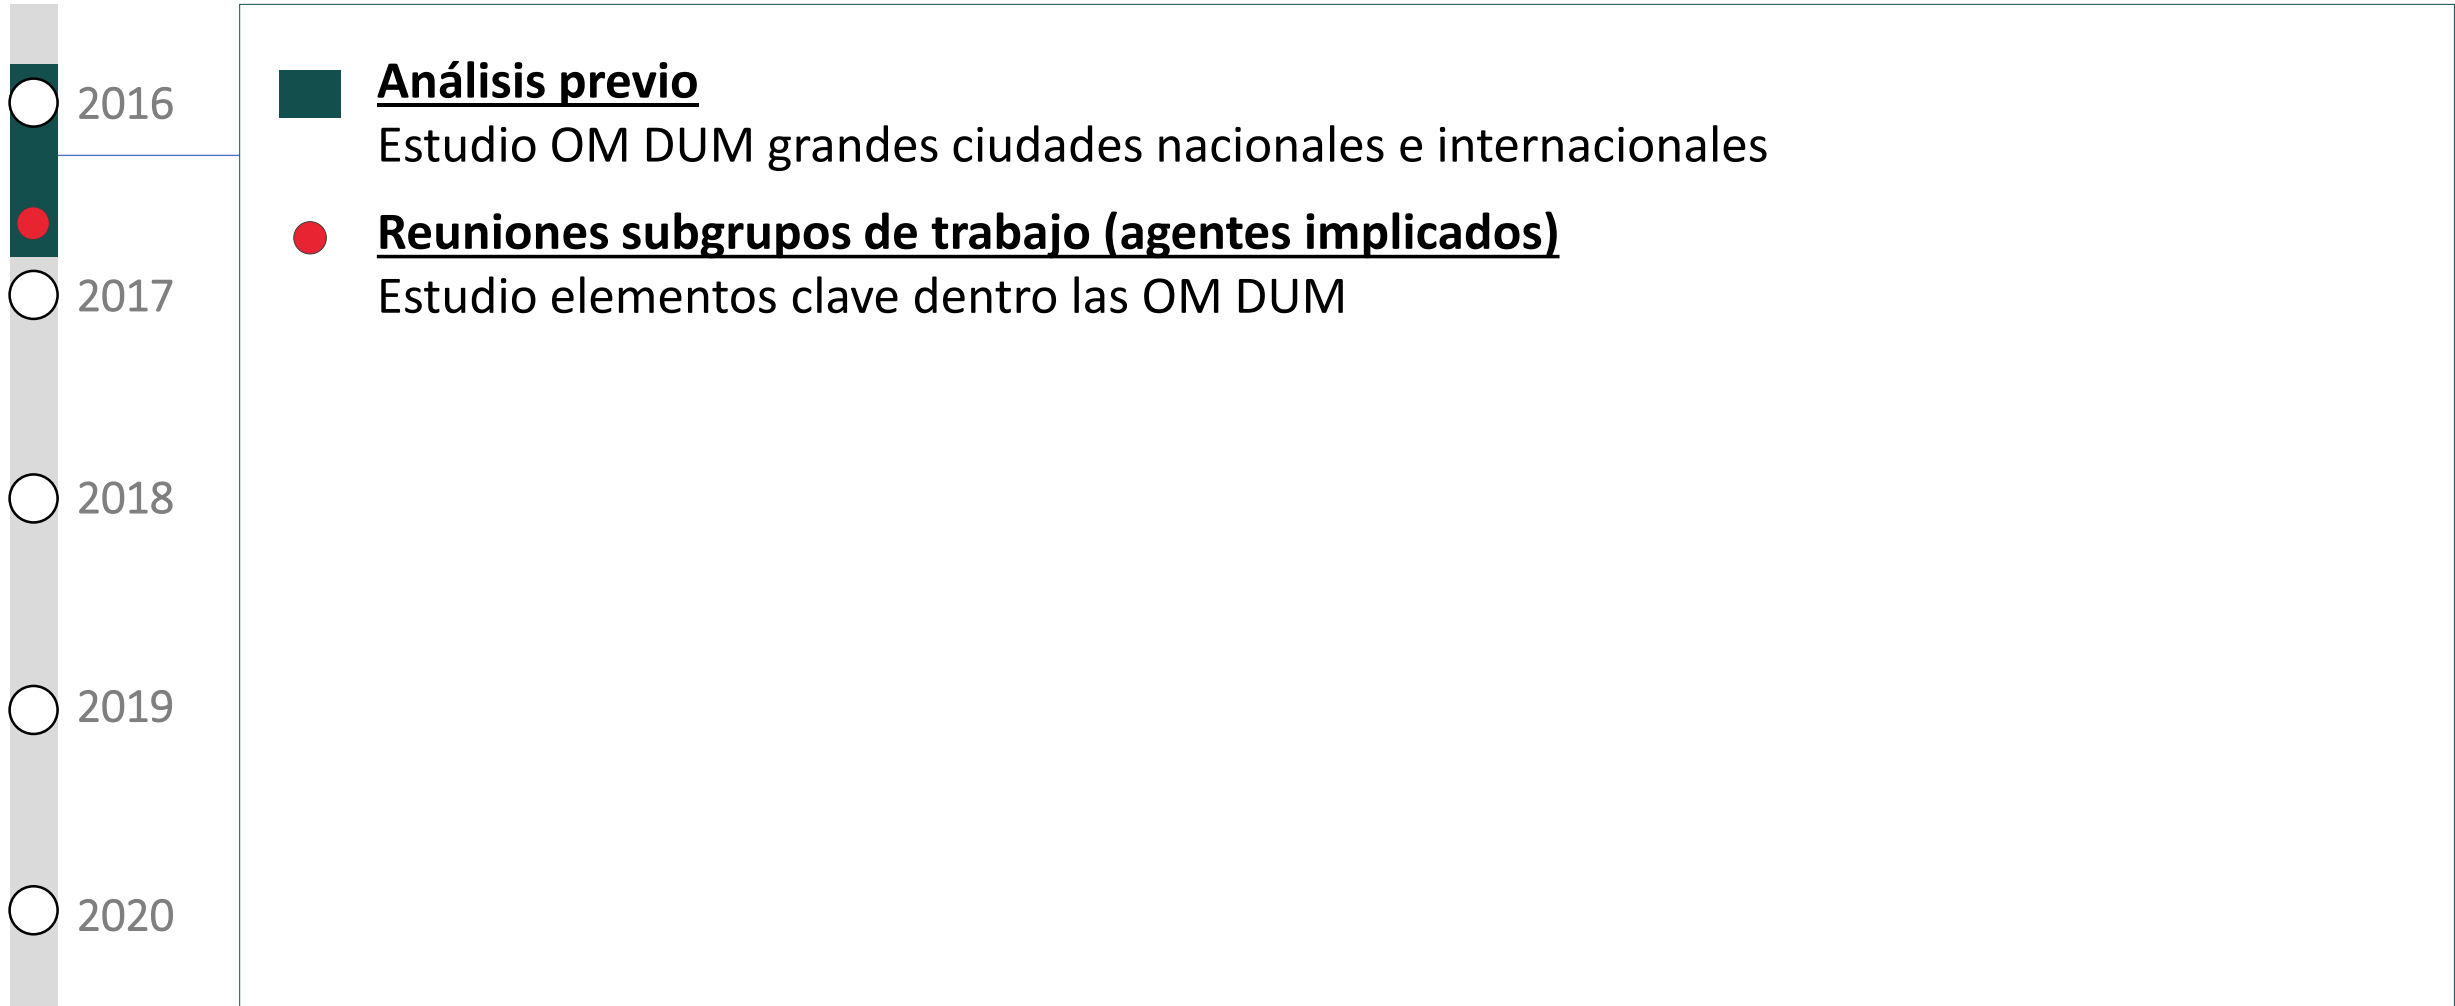 2016
Análisis previo
Estudio OM DUM grandes ciudades nacionales e internacionales
Reuniones subgrupos de trabajo (agentes implicados)
2017
Estudio elementos clave dentro las OM DUM
2018
2019
2020